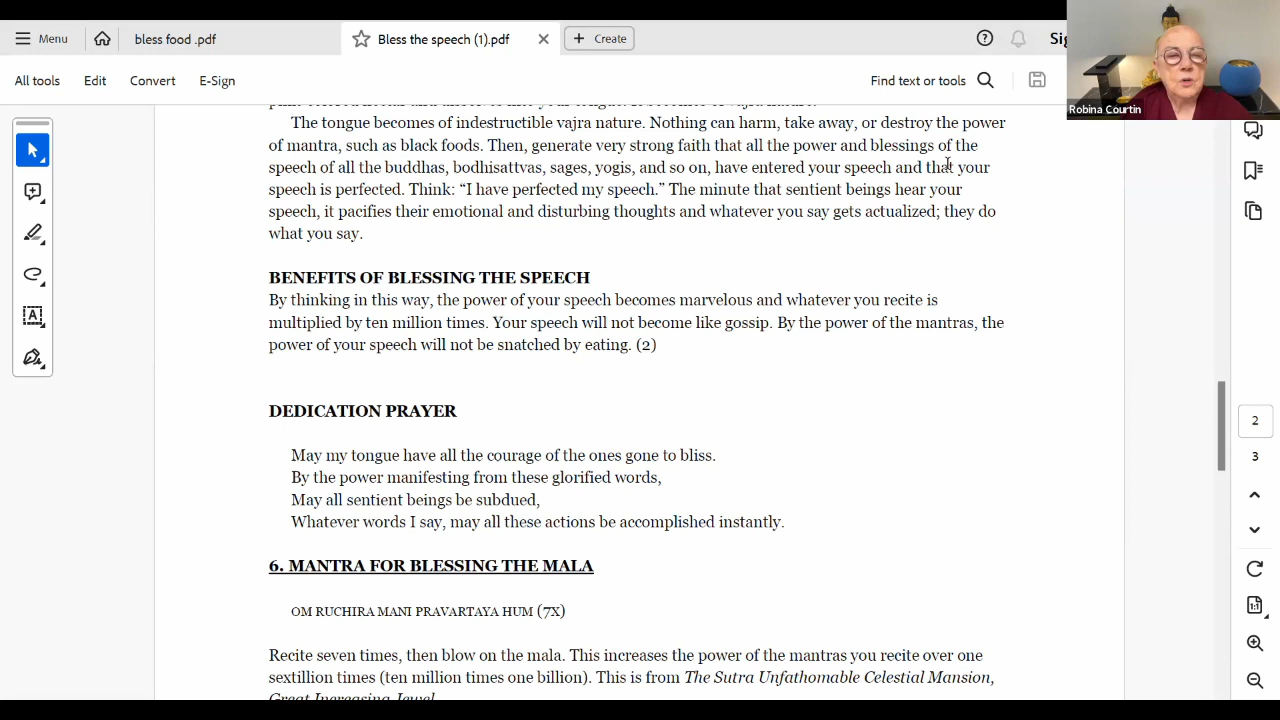 Menu
bless food .pdf
Bless the speech (1).pdf
Create
Sig
All tools
Edit
Convert
E-Sign
Find text or tools
Robina Courtin
The tongue becomes of indestructible vajra nature. Nothing can harm, take away, or destroy the power
of mantra, such as black foods. Then, generate very strong faith that all the power and blessings of the
speech of all the buddhas, bodhisattvas, sages, yogis, and so on, have entered your speech and that your
speech is perfected. Think: “I have perfected my speech.” The minute that sentient beings hear your
speech, it pacifies their emotional and disturbing thoughts and whatever you say gets actualized; they do
what you say.
BENEFITS OF BLESSING THE SPEECH
By thinking in this way, the power of your speech becomes marvelous and whatever you recite is
multiplied by ten million times. Your speech will not become like gossip. By the power of the mantras, the
power of your speech will not be snatched by eating. (2)
DEDICATION PRAYER
May my tongue have all the courage of the ones gone to bliss.
By the power manifesting from these glorified words,
May all sentient beings be subdued,
Whatever words I say, may all these actions be accomplished instantly.
6. MANTRA FOR BLESSING THE MALA
OM RUCHIRA MANI PRAVARTAYA HUM (7X)
Recite seven times, then blow on the mala. This increases the power of the mantras you recite over one
sextillion times (ten million times one billion). This is from The Sutra Unfathomable Celestial Mansion,
Great Increasing Jewel
2
3
1:1